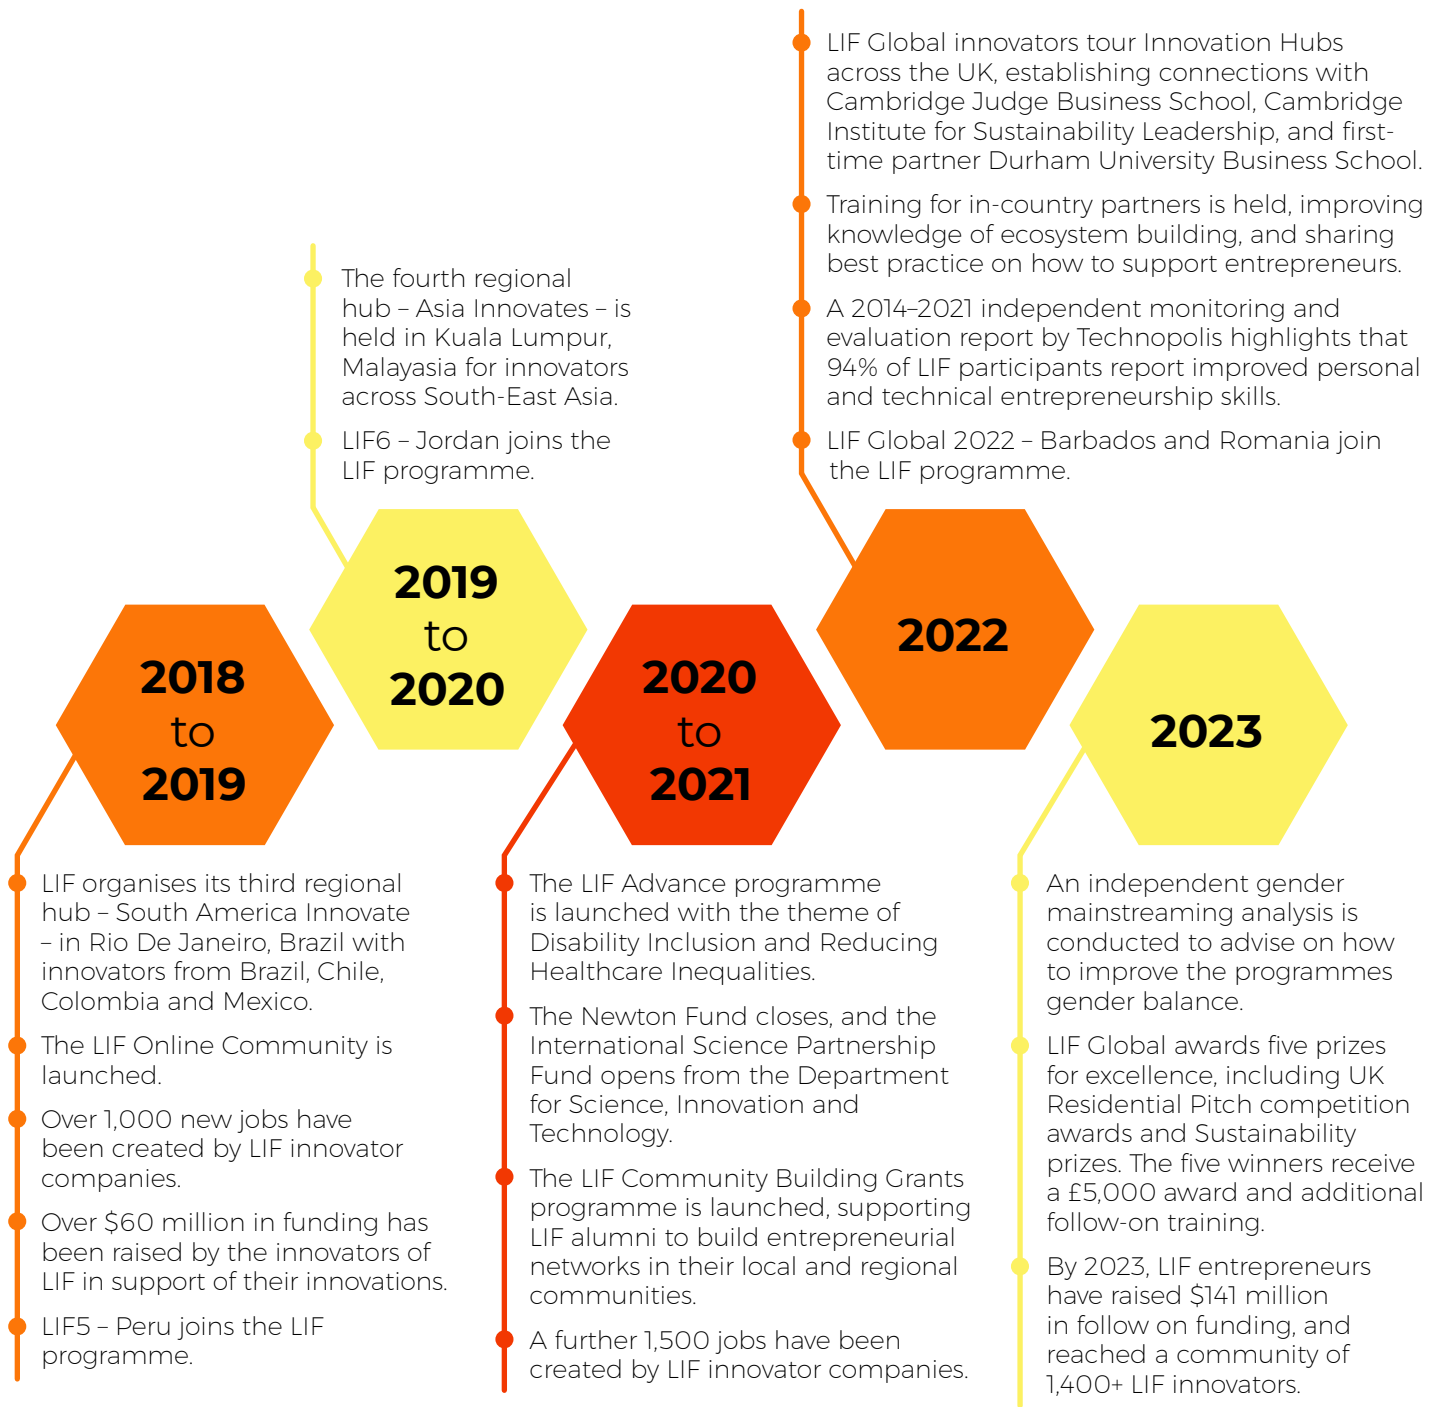 2018
to
2019
LIF organises its third regional
hub – South America Innovate
– in Rio De Janeiro, Brazil with
innovators from Brazil, Chile,
Colombia and Mexico.
The LIF Online Community is
launched.
Over 1,000 new jobs have
been created by LIF innovator
companies.
Over $60 million in funding has
been raised by the innovators of
LIF in support of their innovations.
LIF5 – Peru joins the LIF
programme.
The fourth regional
hub – Asia Innovates – is
held in Kuala Lumpur,
Malayasia for innovators
across South-East Asia.
LIF6 – Jordan joins the
LIF programme.
2019
to
2020
2020
to
2021
The LIF Advance programme
is launched with the theme of
Disability Inclusion and Reducing
Healthcare Inequalities.
The Newton Fund closes, and the
International Science Partnership
Fund opens from the Department
for Science, Innovation and
Technology.
The LIF Community Building Grants
programme is launched, supporting
LIF alumni to build entrepreneurial
networks in their local and regional
communities.
A further 1,500 jobs have been
created by LIF innovator companies.
LIF Global innovators tour Innovation Hubs
across the UK, establishing connections with
Cambridge Judge Business School, Cambridge
Institute for Sustainability Leadership, and first-
time partner Durham University Business School.
Training for in-country partners is held, improving
knowledge of ecosystem building, and sharing
best practice on how to support entrepreneurs.
A 2014–2021 independent monitoring and
evaluation report by Technopolis highlights that
94% of LIF participants report improved personal
and technical entrepreneurship skills.
LIF Global 2022 – Barbados and Romania join
the LIF programme.
2022
2023
An independent gender
mainstreaming analysis is
conducted to advise on how
to improve the programmes
gender balance.
LIF Global awards five prizes
for excellence, including UK
Residential Pitch competition
awards and Sustainability
prizes. The five winners receive
a £5,000 award and additional
follow-on training.
By 2023, LIF entrepreneurs
have raised $141 million
in follow on funding, and
reached a community of
1,400+ LIF innovators.